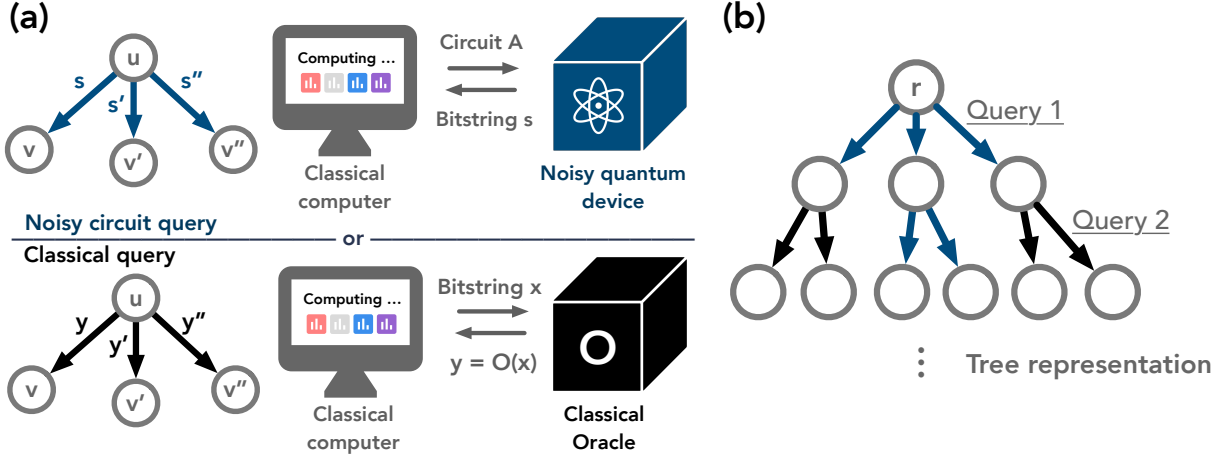 (a)
u
s
s′
s″
v
v′
v″
Computing ...
Classical
computer
Circuit A
Bitstring s
Noisy quantum
device
Noisy circuit query
or
Classical query
u
y
y′
y″
v
v′
v″
Computing ...
Classical
computer
Bitstring x
y = O(x)
O
Classical
Oracle
(b)
r
Query 1
Query 2
⋮ Tree representation